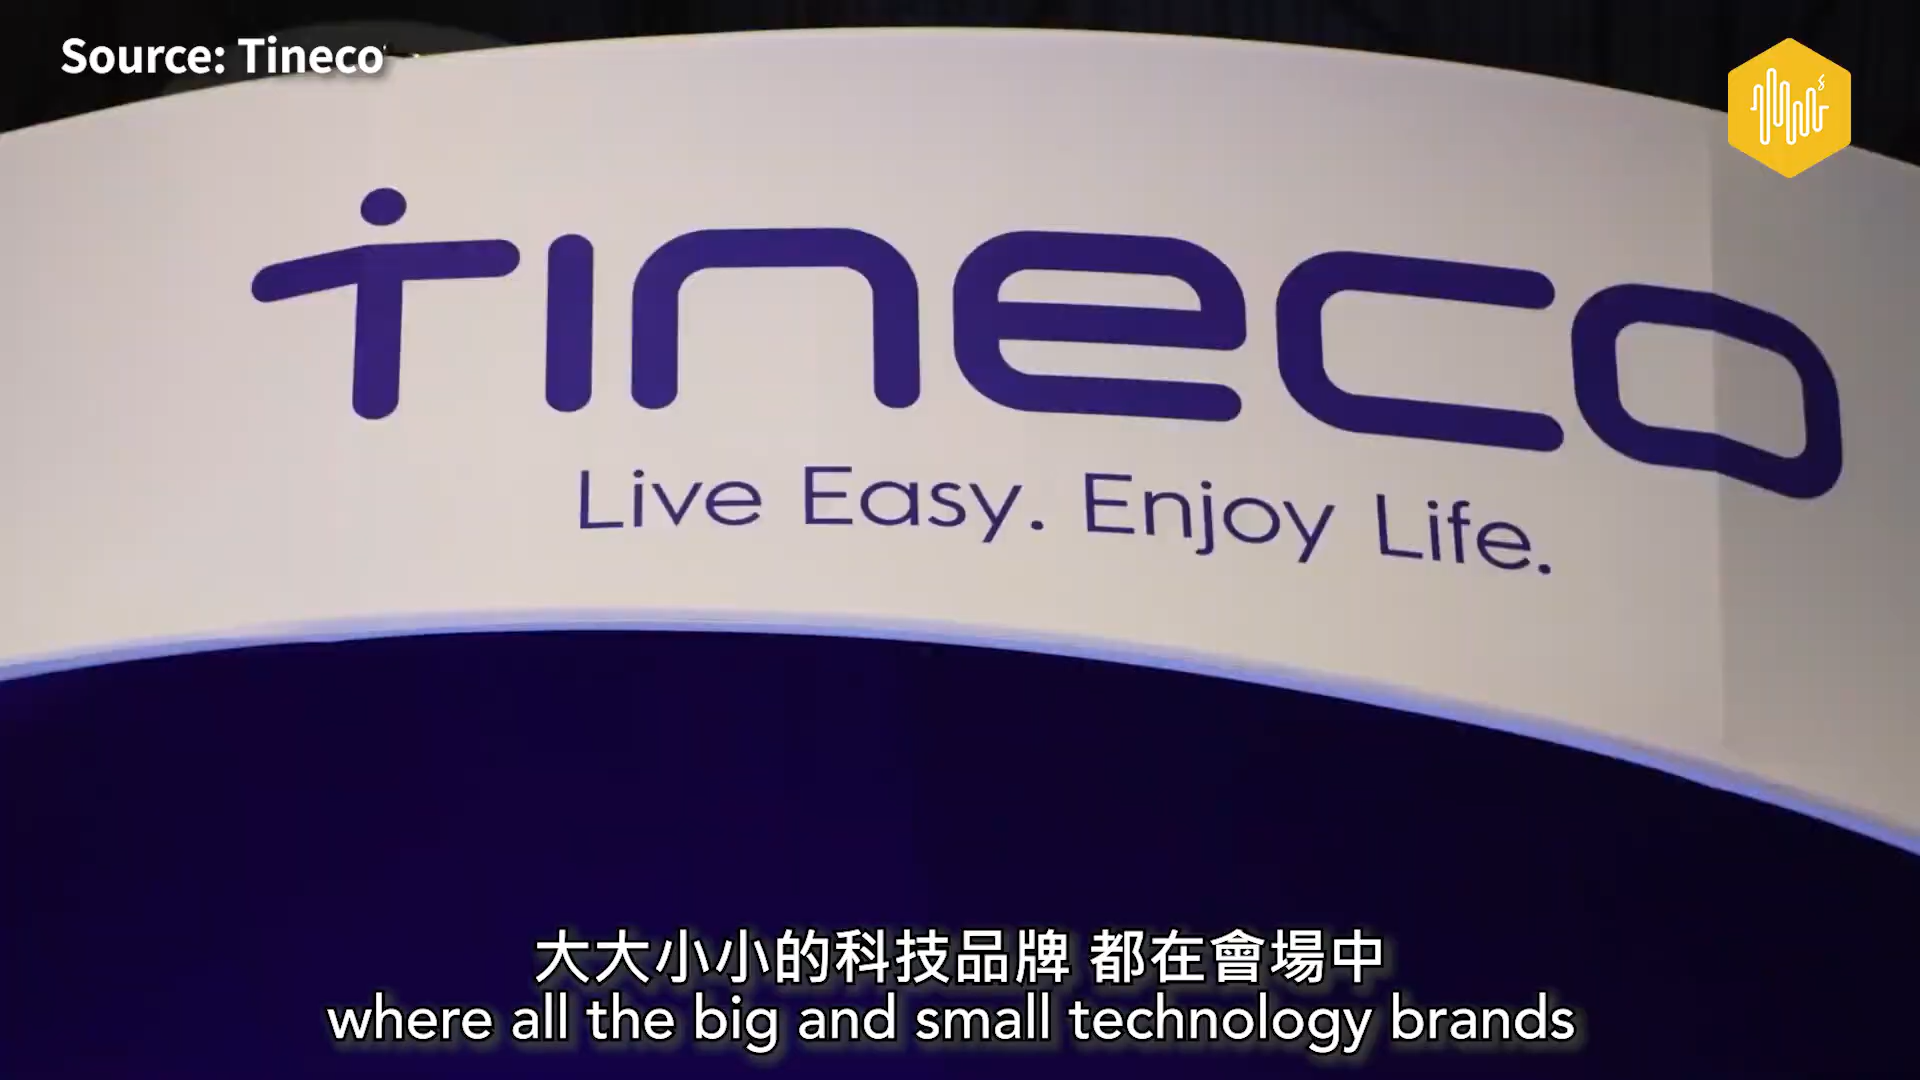 Source: Tineco
Tineco
Live Easy. Enjoy Life.
大大小小的科技品牌 都在會場中
where all the big and small technology brands